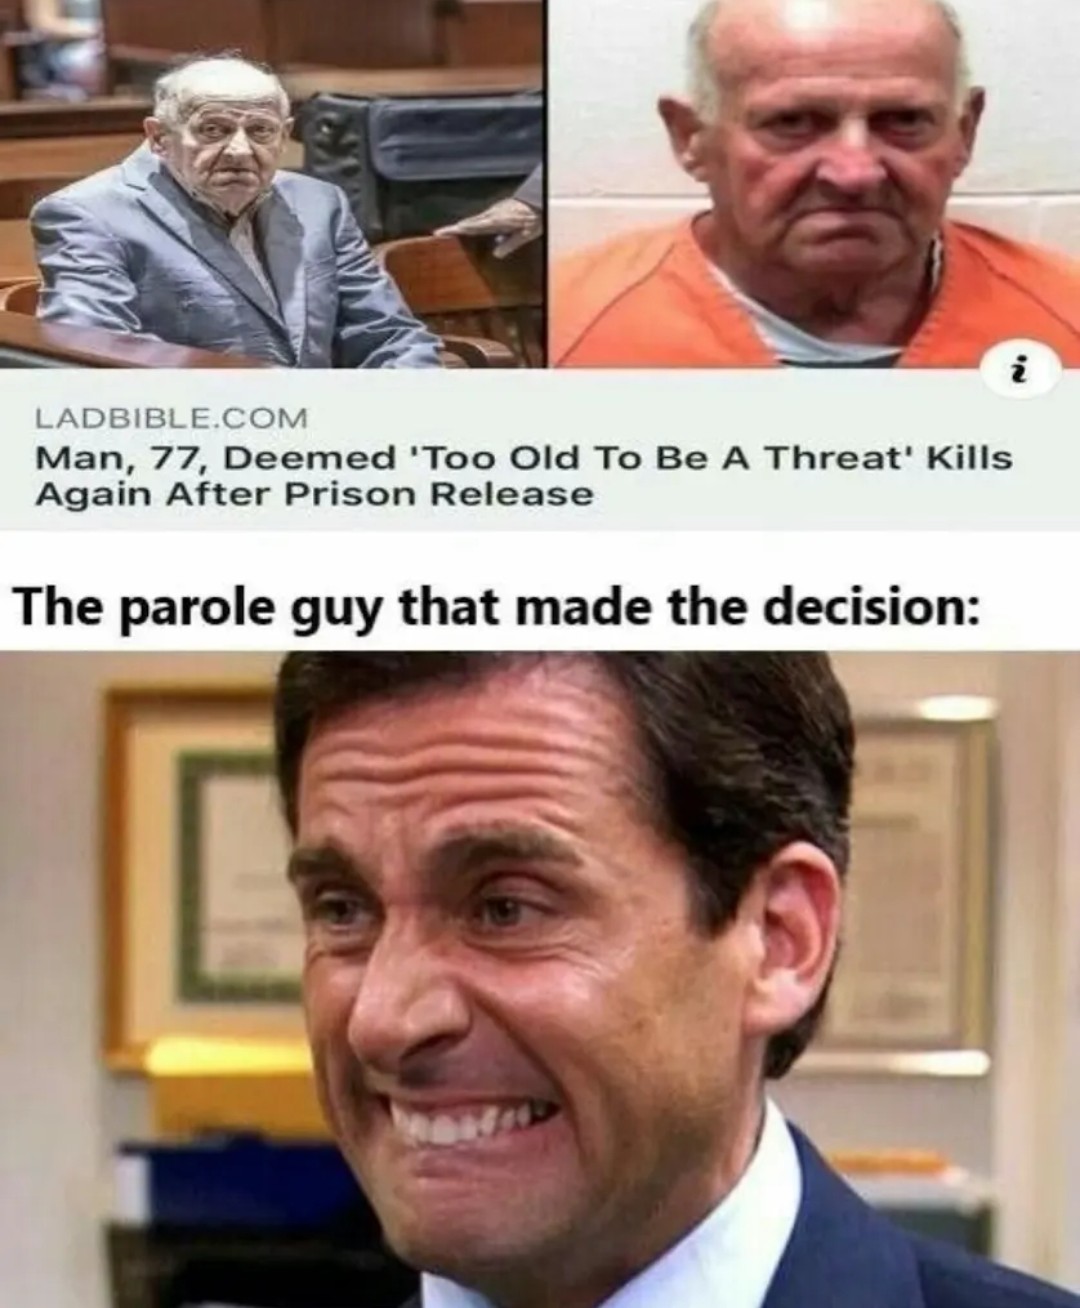 i
LADBIBLE.COM
Man, 77, Deemed 'Too Old To Be A Threat' Kills
Again After Prison Release
The parole guy that made the decision: